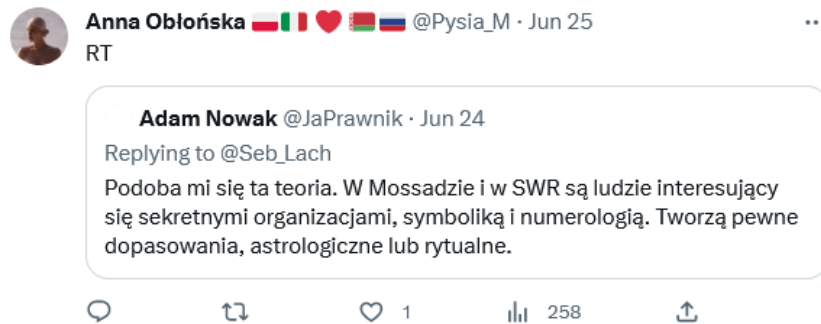 Anna Obłońska 🇵🇱🇮🇹❤️🇧🇾🇷🇺 @Pysia_M · Jun 25
RT
Adam Nowak @JaPrawnik · Jun 24
Replying to @Seb_Lach
Podoba mi się ta teoria. W Mossadzie i w SWR są ludzie interesujący
się sekretnymi organizacjami, symboliką i numerologią. Tworzą pewne
dopasowania, astrologiczne lub rytualne.
1 258